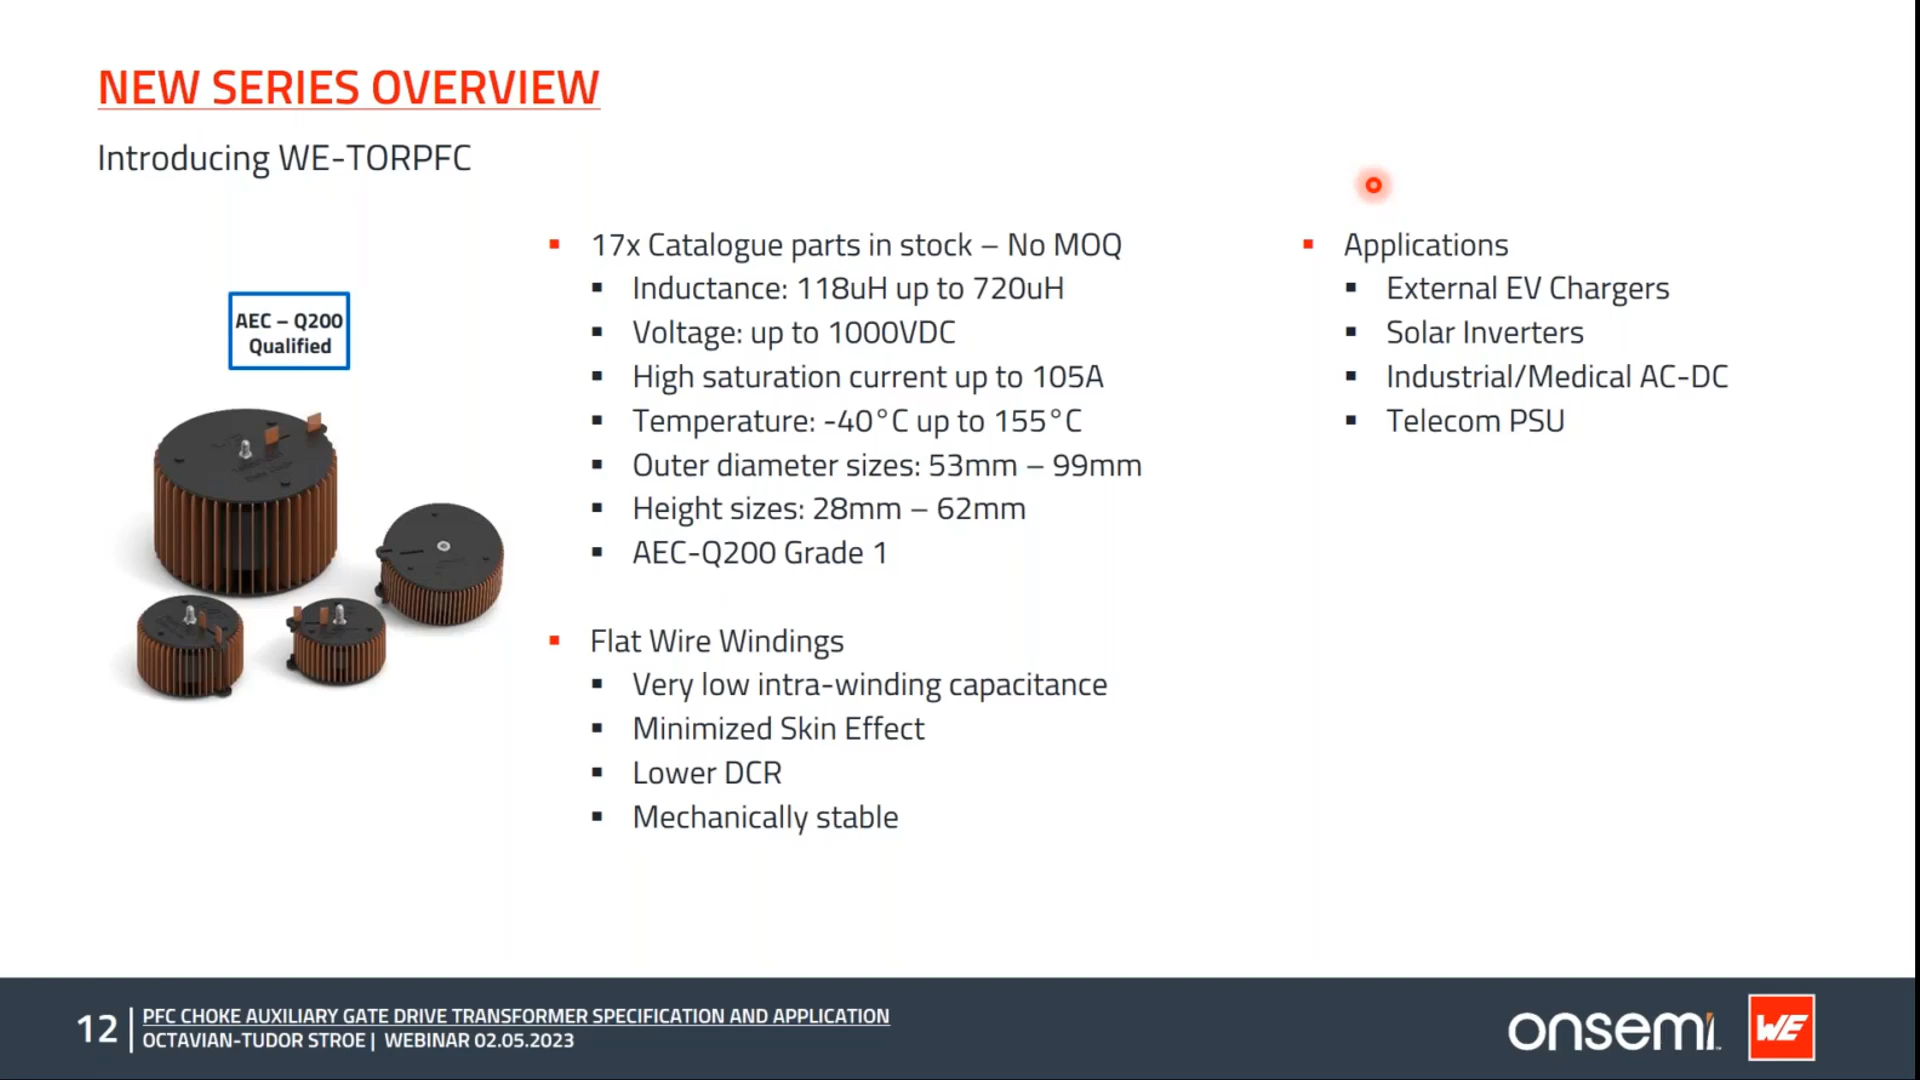 NEW SERIES OVERVIEW
Introducing WE-TORPFC
AEC – Q200
Qualified
17x Catalogue parts in stock – No MOQ
Inductance: 118uH up to 720uH
Voltage: up to 1000VDC
High saturation current up to 105A
Temperature: -40°C up to 155°C
Outer diameter sizes: 53mm – 99mm
Height sizes: 28mm – 62mm
AEC-Q200 Grade 1
Flat Wire Windings
Very low intra-winding capacitance
Minimized Skin Effect
Lower DCR
Mechanically stable
Applications
External EV Chargers
Solar Inverters
Industrial/Medical AC-DC
Telecom PSU
12
PFC CHOKE AUXILIARY GATE DRIVE TRANSFORMER SPECIFICATION AND APPLICATION
OCTAVIAN-TUDOR STROE | WEBINAR 02.05.2023
onsemi
WE